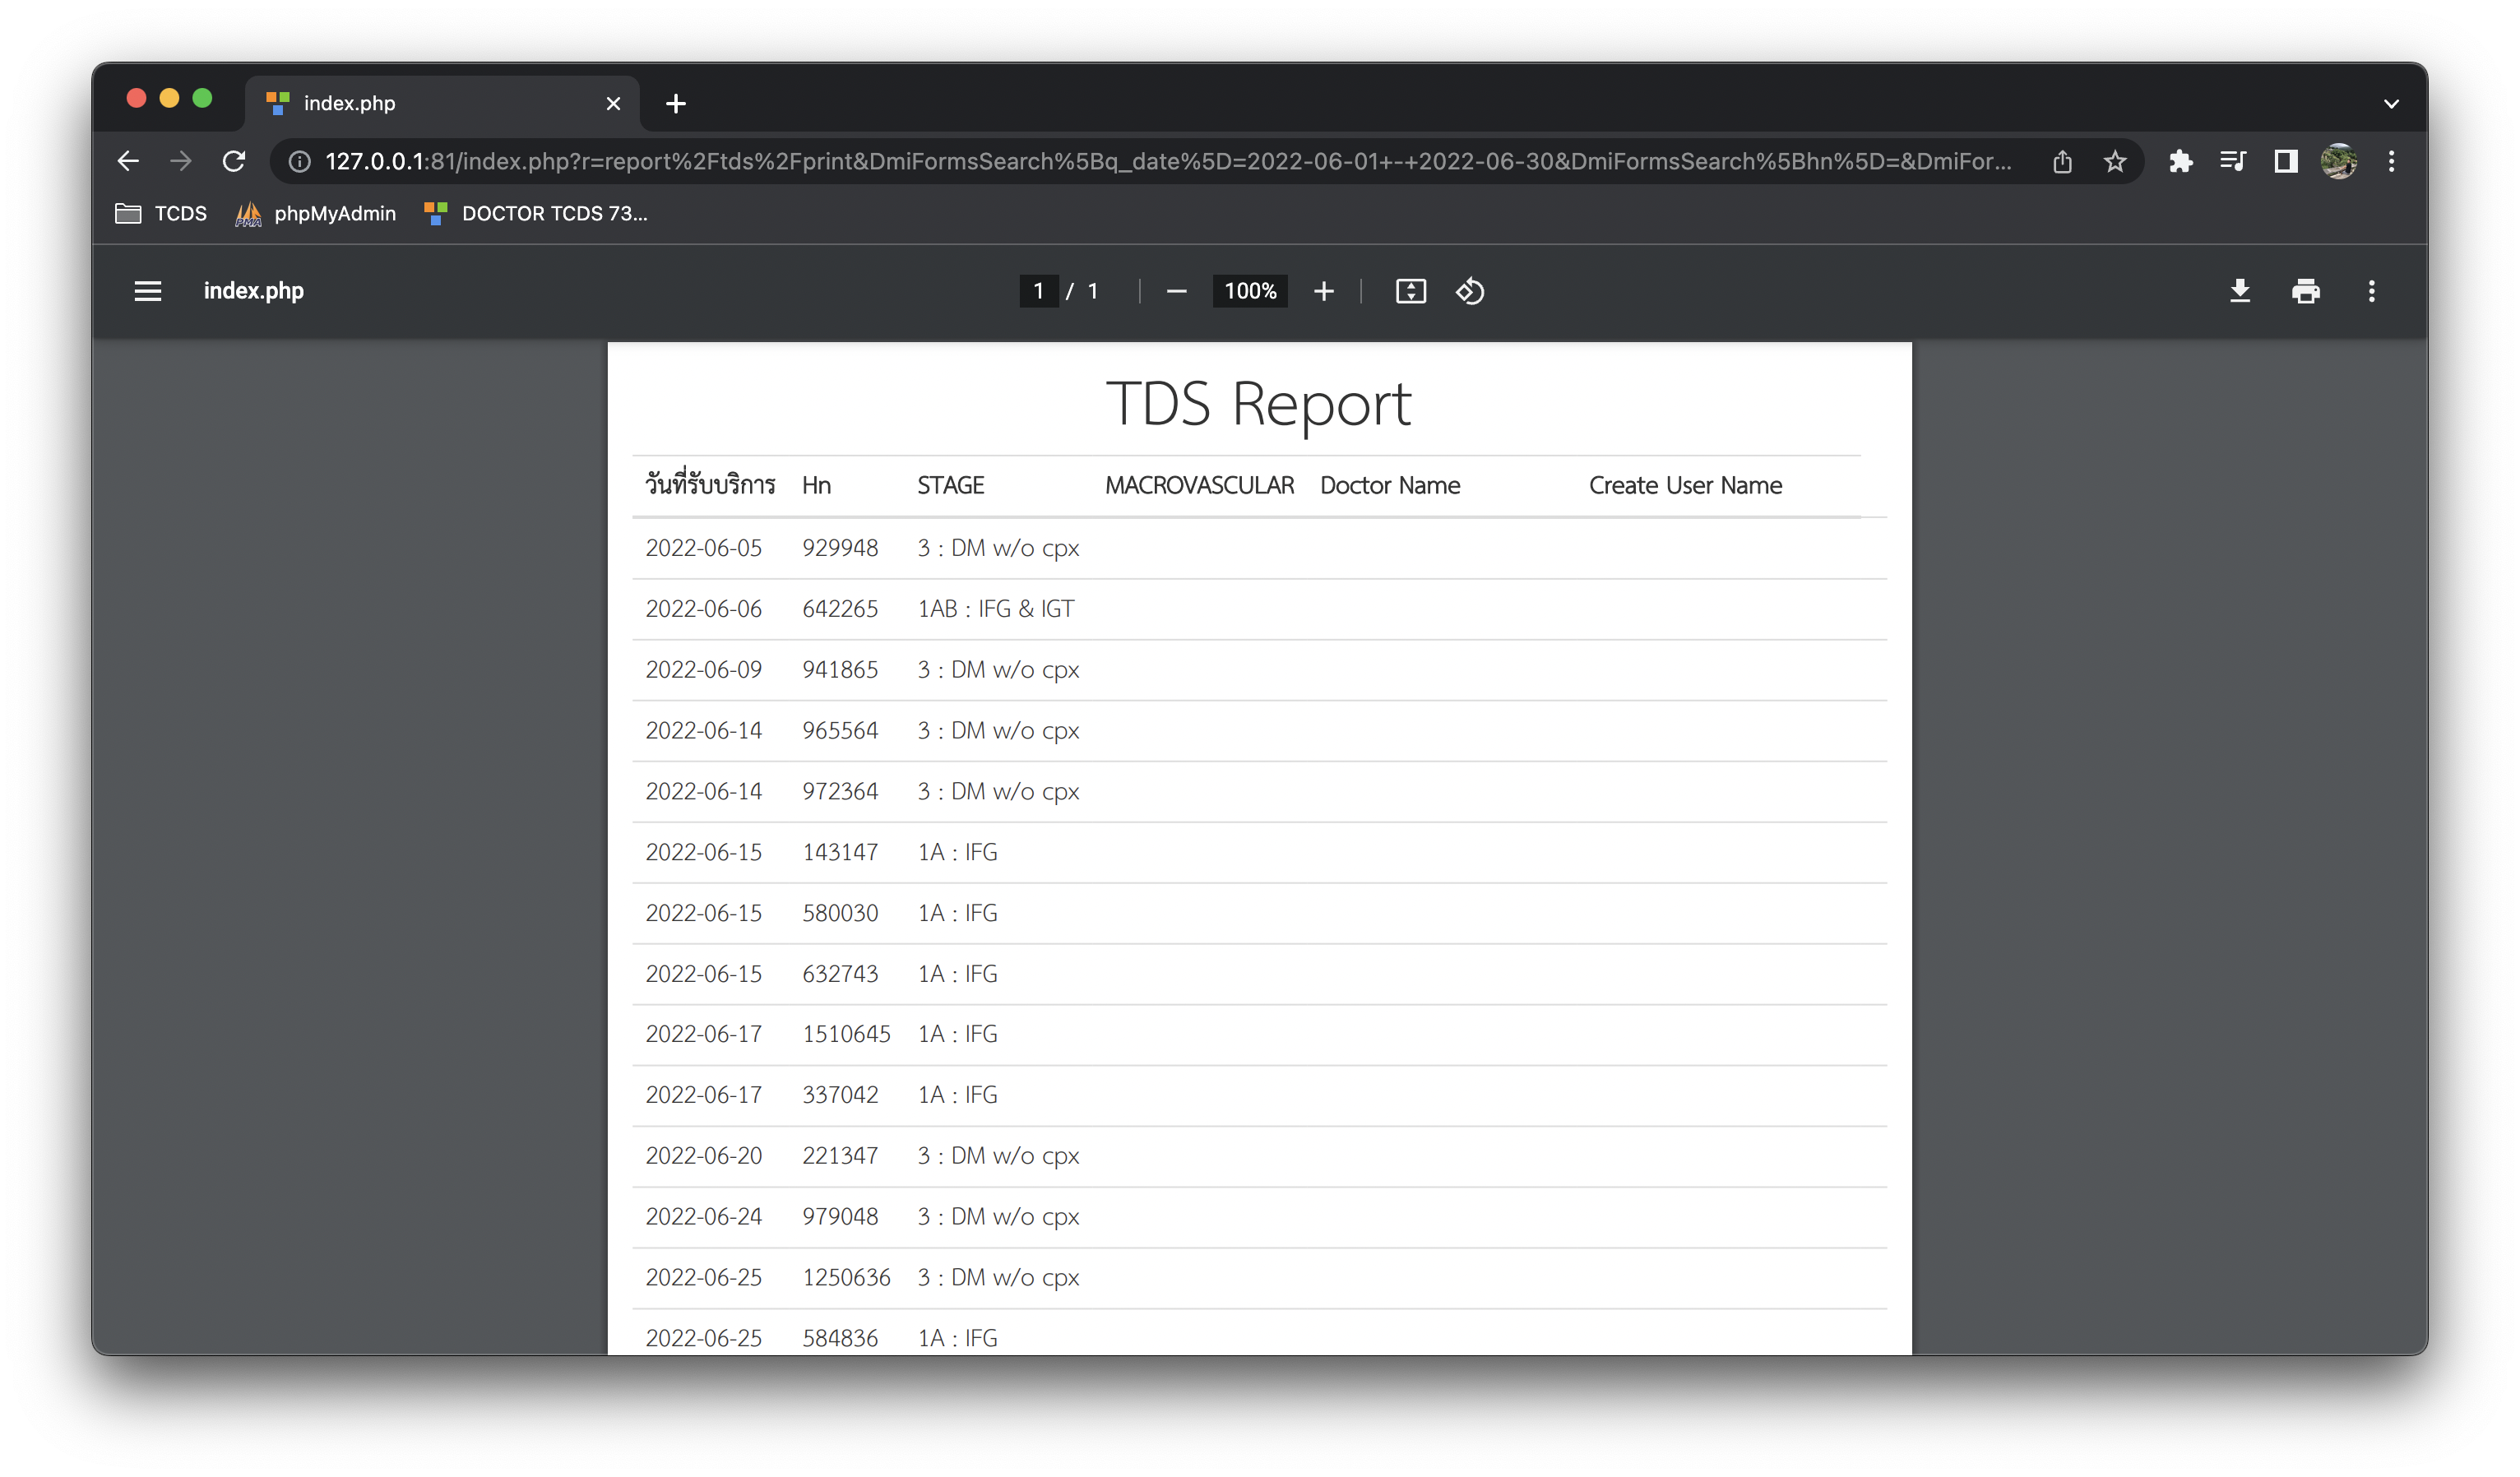 index.php
127.0.0.1:81/index.php?r=report%2Ftds%2Fprint&DmiFormsSearch%5Bq_date%5D=2022-06-01+-+2022-06-30&DmiFormsSearch%5Bhn%5D=&DmiFor...
TCDS phpMyAdmin DOCTOR TCDS 73...
index.php 1 / 1 100%
TDS Report
วันที่รับบริการ Hn STAGE MACROVASCULAR Doctor Name Create User Name
2022-06-05 929948 3 : DM w/o cpx
2022-06-06 642265 1AB : IFG & IGT
2022-06-09 941865 3 : DM w/o cpx
2022-06-14 965564 3 : DM w/o cpx
2022-06-14 972364 3 : DM w/o cpx
2022-06-15 143147 1A : IFG
2022-06-15 580030 1A : IFG
2022-06-15 632743 1A : IFG
2022-06-17 1510645 1A : IFG
2022-06-17 337042 1A : IFG
2022-06-20 221347 3 : DM w/o cpx
2022-06-24 979048 3 : DM w/o cpx
2022-06-25 1250636 3 : DM w/o cpx
2022-06-25 584836 1A : IFG